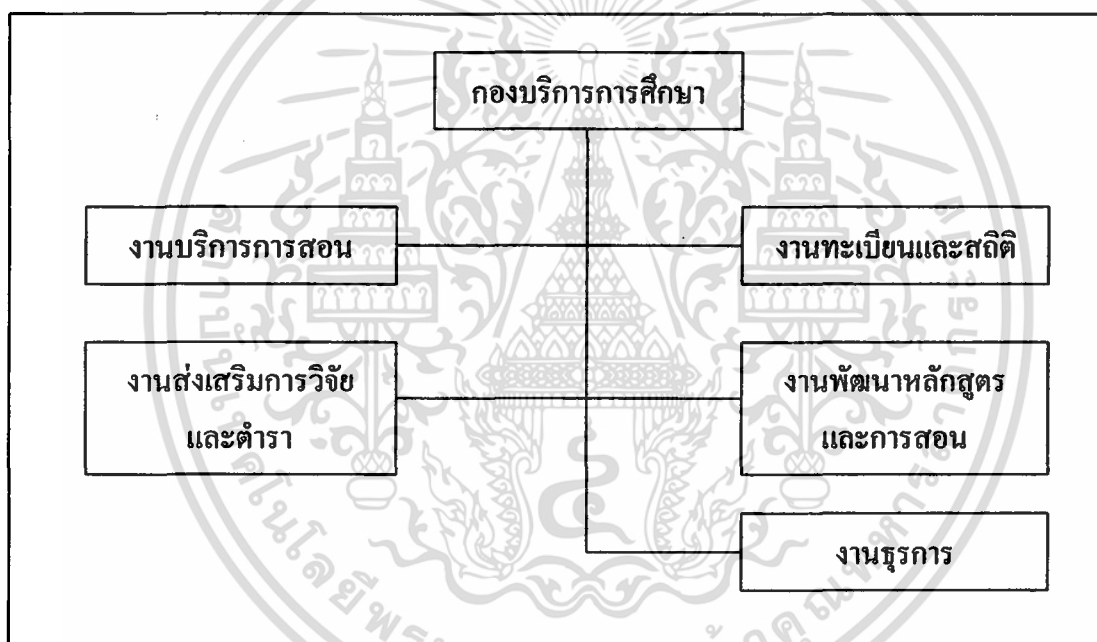 กองบริการการศึกษา
งานบริการการสอน
งานทะเบียนและสถิติ
งานส่งเสริมการวิจัย
และตำรา
งานพัฒนาหลักสูตร
และการสอน
งานธุรการ